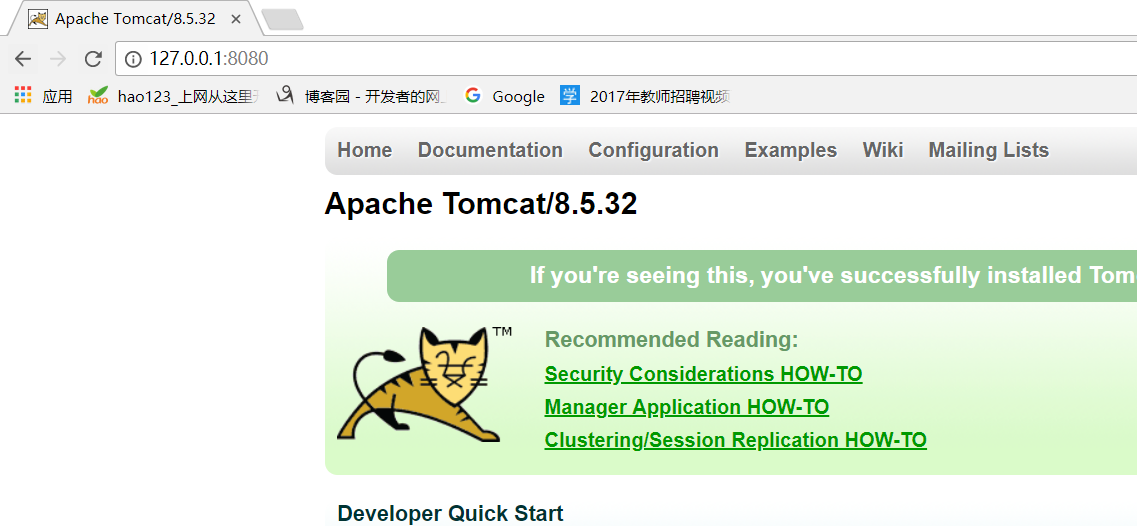 Apache Tomcat/8.5.32
127.0.0.1:8080
应用 hao123_上网从这里 博客园 - 开发者的网_ Google 学 2017年教师招聘视频
Home Documentation Configuration Examples Wiki Mailing Lists
Apache Tomcat/8.5.32
If you're seeing this, you've successfully installed
TM
Recommended Reading:
Security Considerations HOW-TO
Manager Application HOW-TO
Clustering/Session Replication HOW-TO
Developer Quick Start